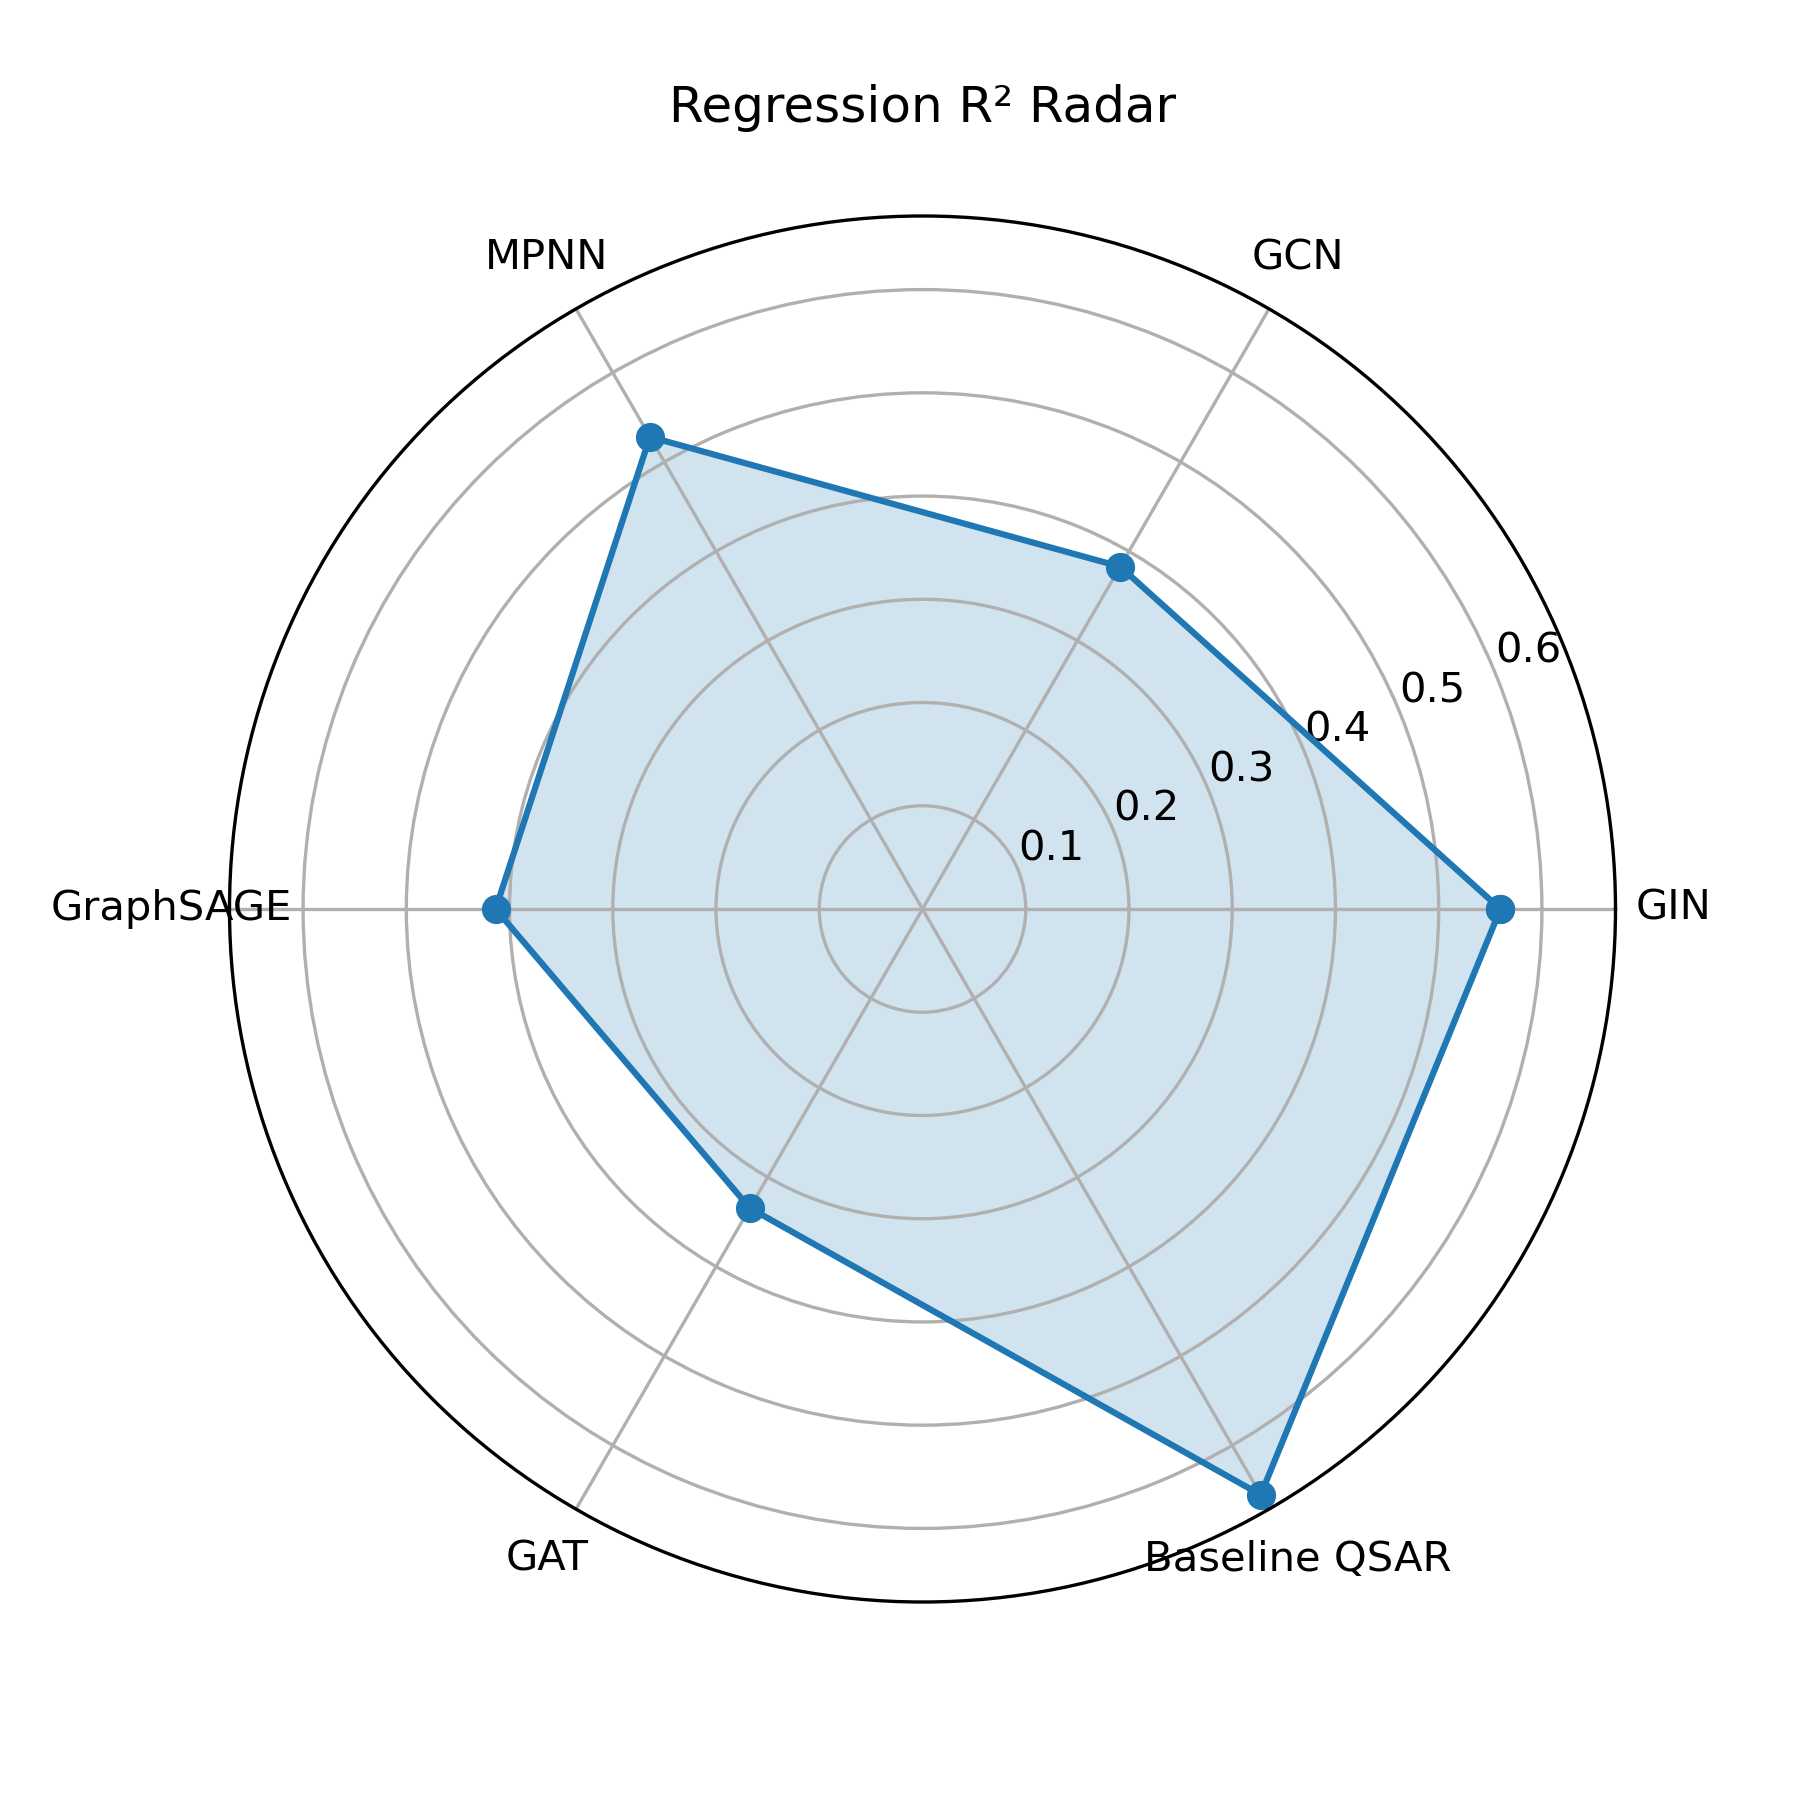 Regression R² Radar
MPNN
GCN
0.6
0.5
0.4
0.3
0.2
0.1
GraphSAGE
GIN
GAT
Baseline QSAR